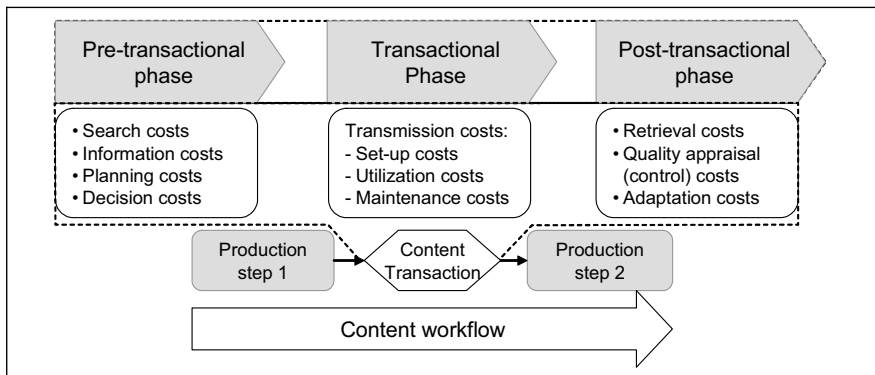 Pre-transactional
phase
Transactional
Phase
Post-transactional
phase
• Search costs
• Information costs
• Planning costs
• Decision costs
Transmission costs:
- Set-up costs
- Utilization costs
- Maintenance costs
• Retrieval costs
• Quality appraisal
(control) costs
• Adaptation costs
Production
step 1
Content
Transaction
Production
step 2
Content workflow